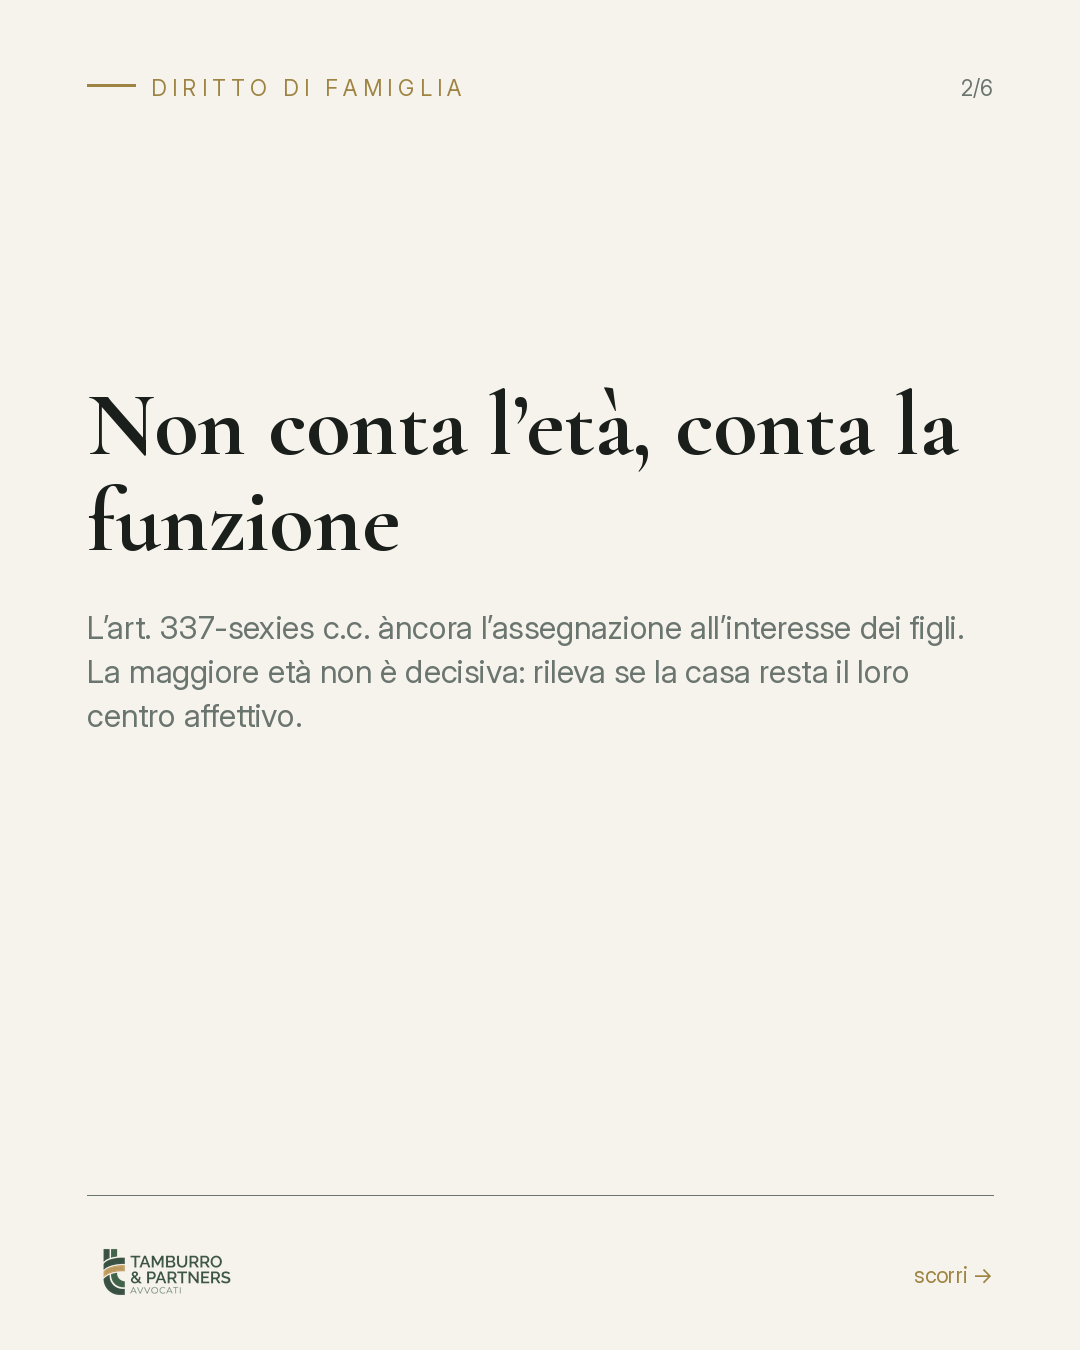 DIRITTO DI FAMIGLIA
2/6
Non conta l’età, conta la
funzione
L’art. 337-sexies c.c. àncora l’assegnazione all’interesse dei figli.
La maggiore età non è decisiva: rileva se la casa resta il loro
centro affettivo.
TAMBURRO
& PARTNERS
AVVOCATI
scorri →